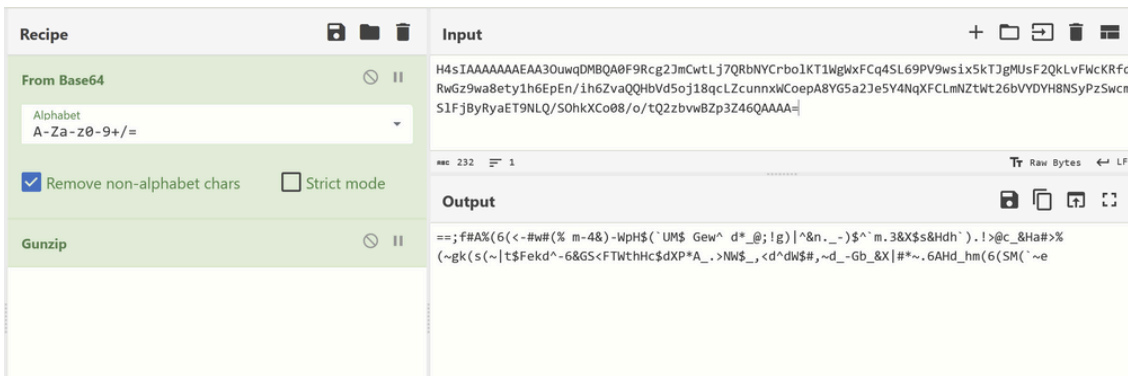 Recipe
From Base64
Alphabet
A-Za-z0-9+/=
Remove non-alphabet chars
Strict mode
Gunzip
Input
H4sIAAAAAAAEAA3OuwqDMBQA0F9Rcg2JmCwtLj7QRbNYCrbolKT1WgWxFCq4SL69PV9wsix5kTJgMUsF2QkLvFWcKRfc
RwGz9wa8ety1h6EpEn/ih6ZvaQQHbVd5oj18qcLZcunnxWCoepA8YG5a2Je5Y4NqXFCLmNZtWt26bVYDYH8NSyPzSwcm
SlFjByRyaET9NLQ/SOhkXCo08/o/tQ2zbvwBZp3Z46QAAAA=
ABC 232
1
Raw Bytes
LF
Output
==;f#A%(6(<-#w#(% m-4&)-WpH$(`UM$ Gew^ d*_@;!g)|^&n._-)$^`m.3&X$s&Hdh`).!>@c_&Ha#>%
(~gk(s(~|t$Fekd^-6&GS<FTWthHc$dXP*A_.>NW$_,<d^dW$#,~d_-Gb_&X|#*~.6AHd_hm(6(SM(`~e